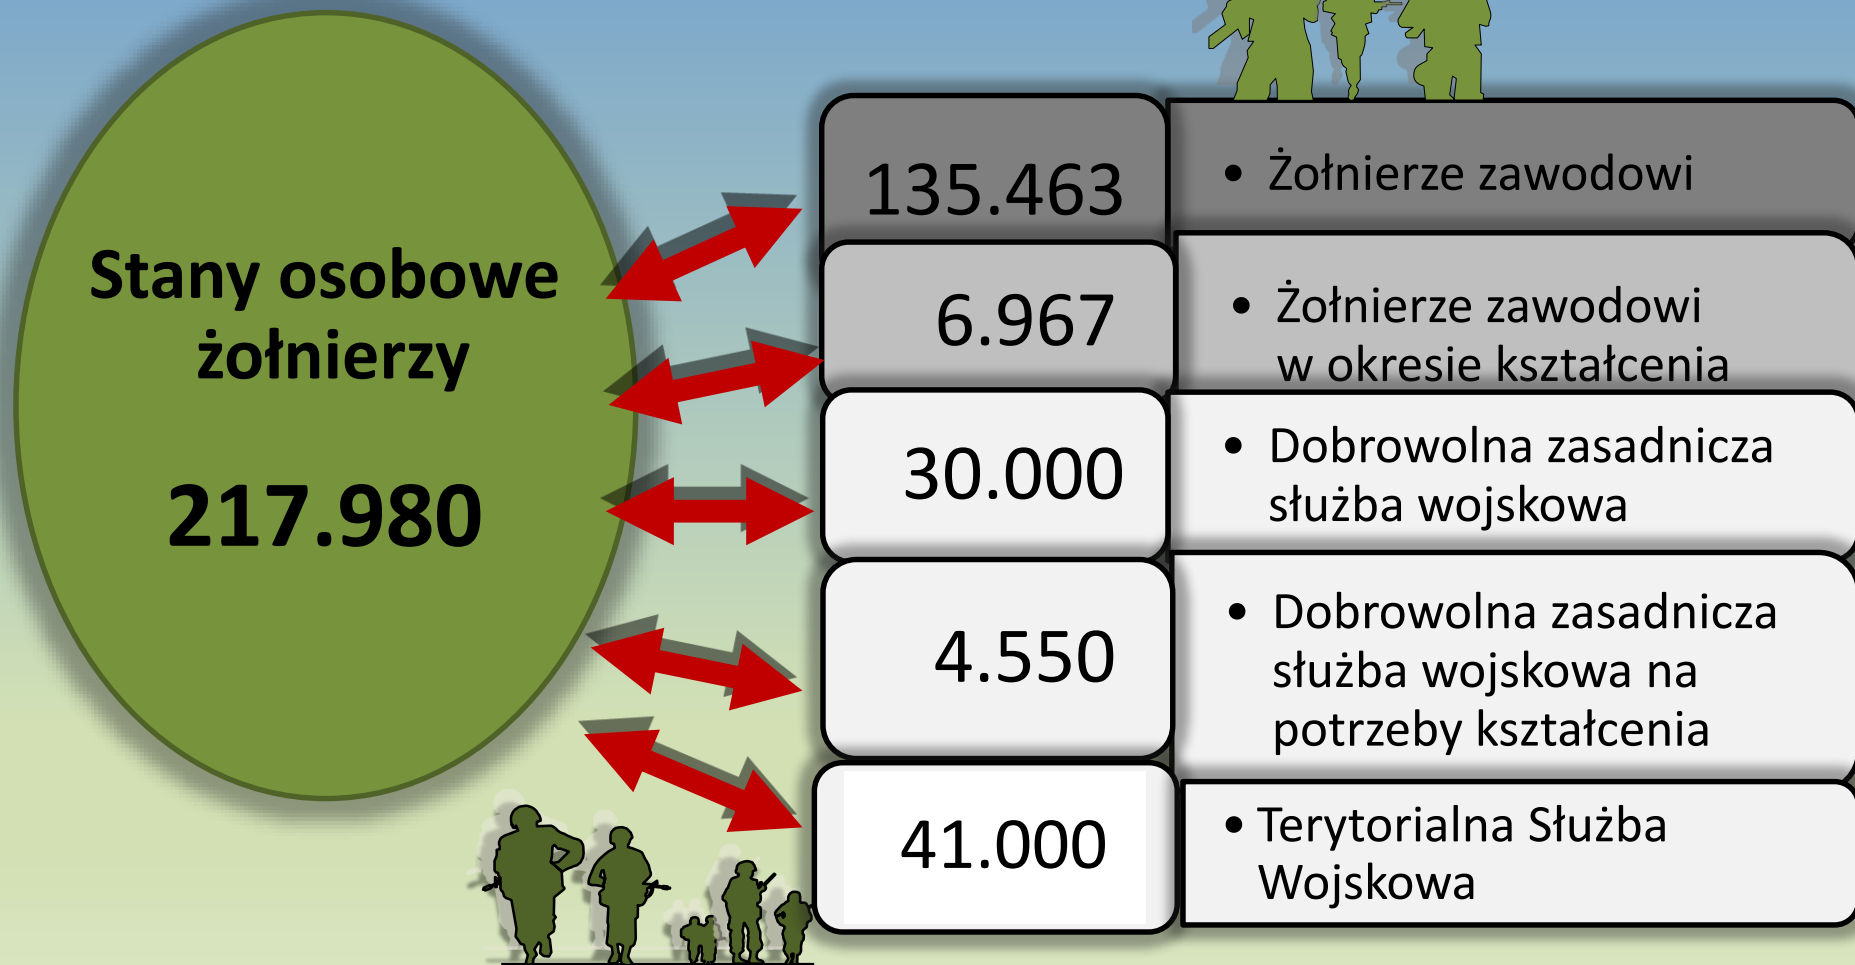 Stany osobowe
żołnierzy
217.980
135.463
• Żołnierze zawodowi
6.967
• Żołnierze zawodowi
w okresie kształcenia
30.000
• Dobrowolna zasadnicza
służba wojskowa
4.550
• Dobrowolna zasadnicza
służba wojskowa na
potrzeby kształcenia
41.000
• Terytorialna Służba
Wojskowa